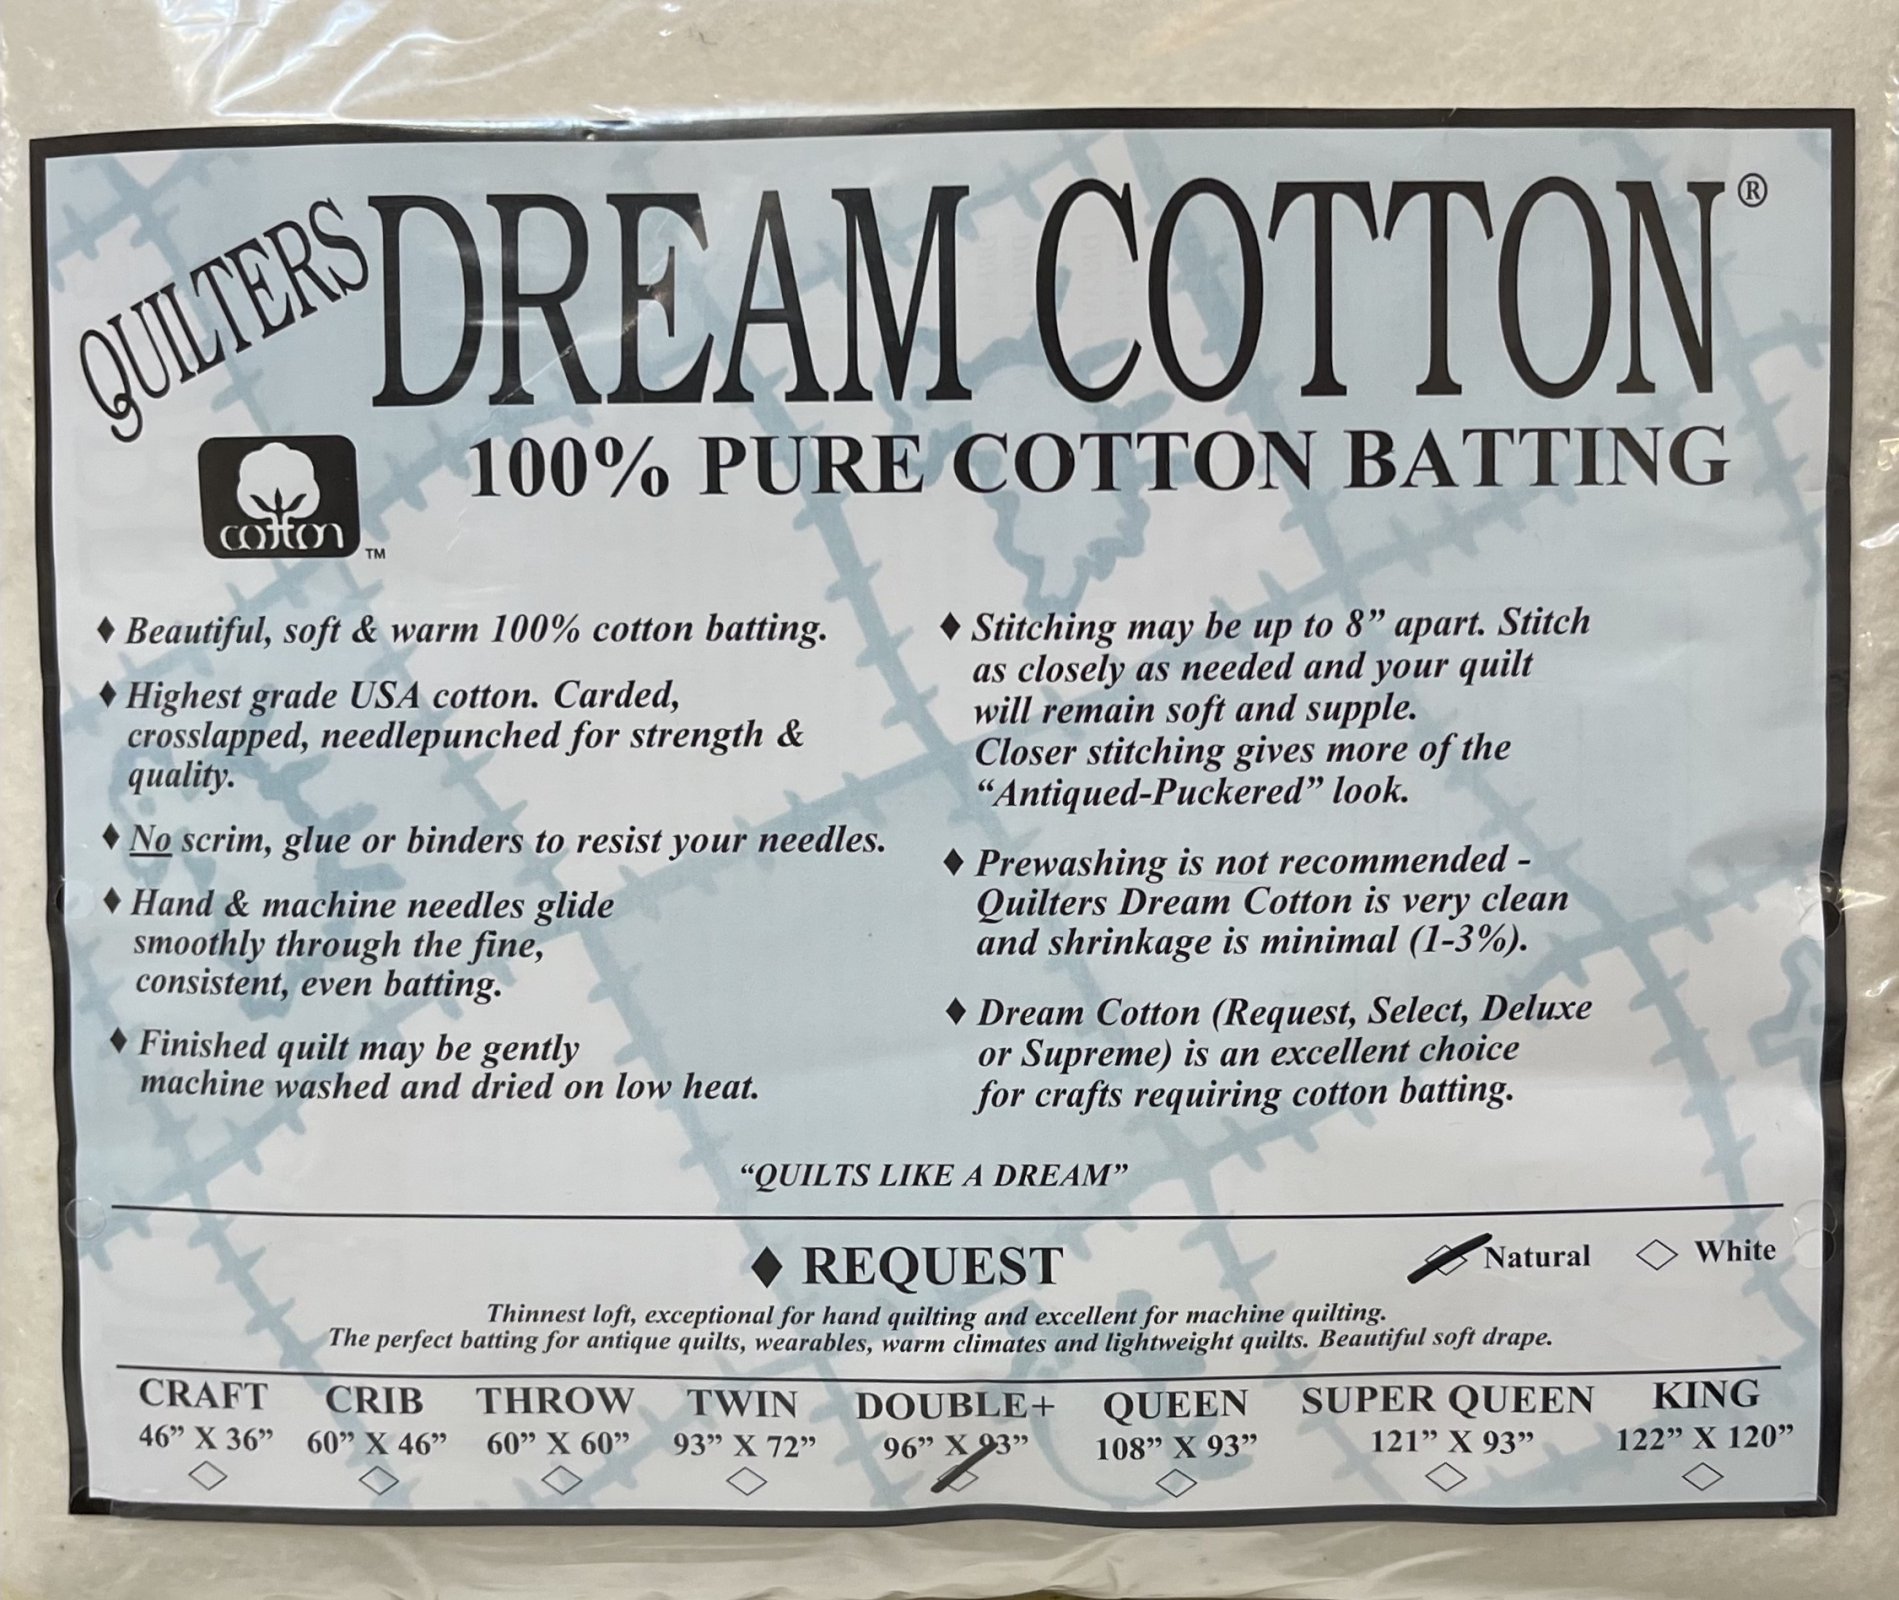 QUILTERS DREAM COTTON®
100% PURE COTTON BATTING
cotton
TM
♦ Beautiful, soft & warm 100% cotton batting.
♦ Highest grade USA cotton. Carded,
crosslapped, needlepunched for strength &
quality.
♦ No scrim, glue or binders to resist your needles.
♦ Hand & machine needles glide
smoothly through the fine,
consistent, even batting.
♦ Finished quilt may be gently
machine washed and dried on low heat.
♦ Stitching may be up to 8” apart. Stitch
as closely as needed and your quilt
will remain soft and supple.
Closer stitching gives more of the
“Antiqued-Puckered” look.
♦ Prewashing is not recommended -
Quilters Dream Cotton is very clean
and shrinkage is minimal (1-3%).
♦ Dream Cotton (Request, Select, Deluxe
or Supreme) is an excellent choice
for crafts requiring cotton batting.
“QUILTS LIKE A DREAM”
♦ REQUEST
Natural ◇ White
Thinnest loft, exceptional for hand quilting and excellent for machine quilting.
The perfect batting for antique quilts, wearables, warm climates and lightweight quilts. Beautiful soft drape.
CRAFT CRIB THROW TWIN DOUBLE+ QUEEN SUPER QUEEN KING
46” X 36” 60” X 46” 60” X 60” 93” X 72” 96” X 93” 108” X 93” 121” X 93” 122” X 120”